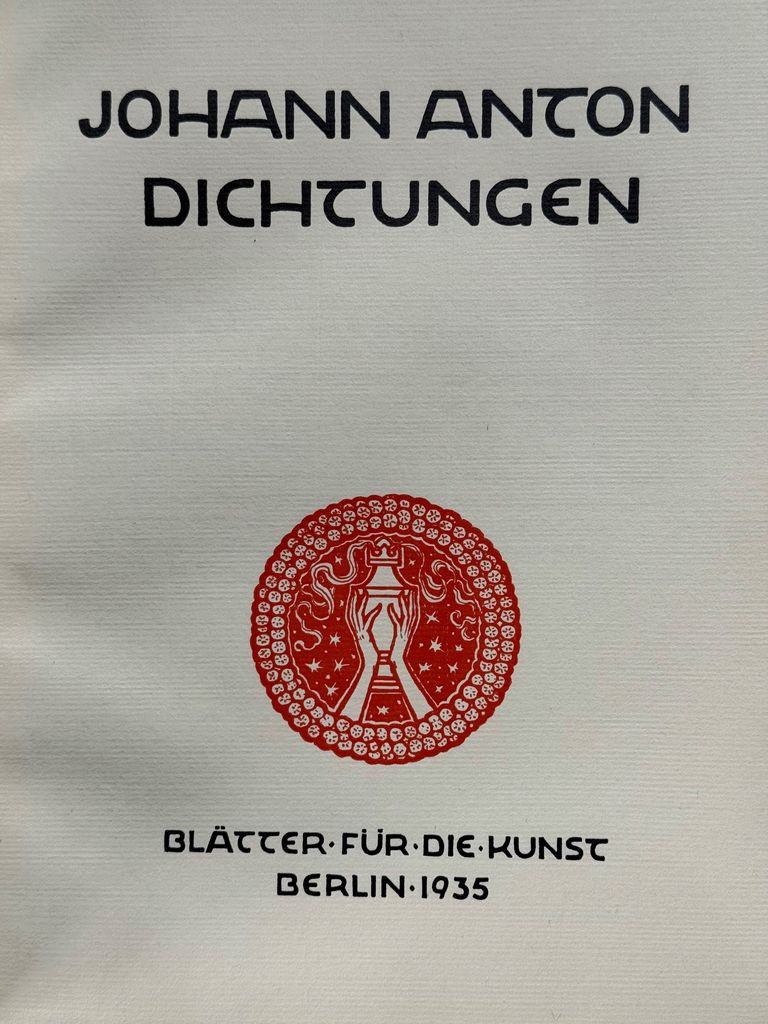 JOHANN ANTON
DICHTUNGEN
BLÄTTER·FÜR·DIE·KUNST
BERLIN·1935